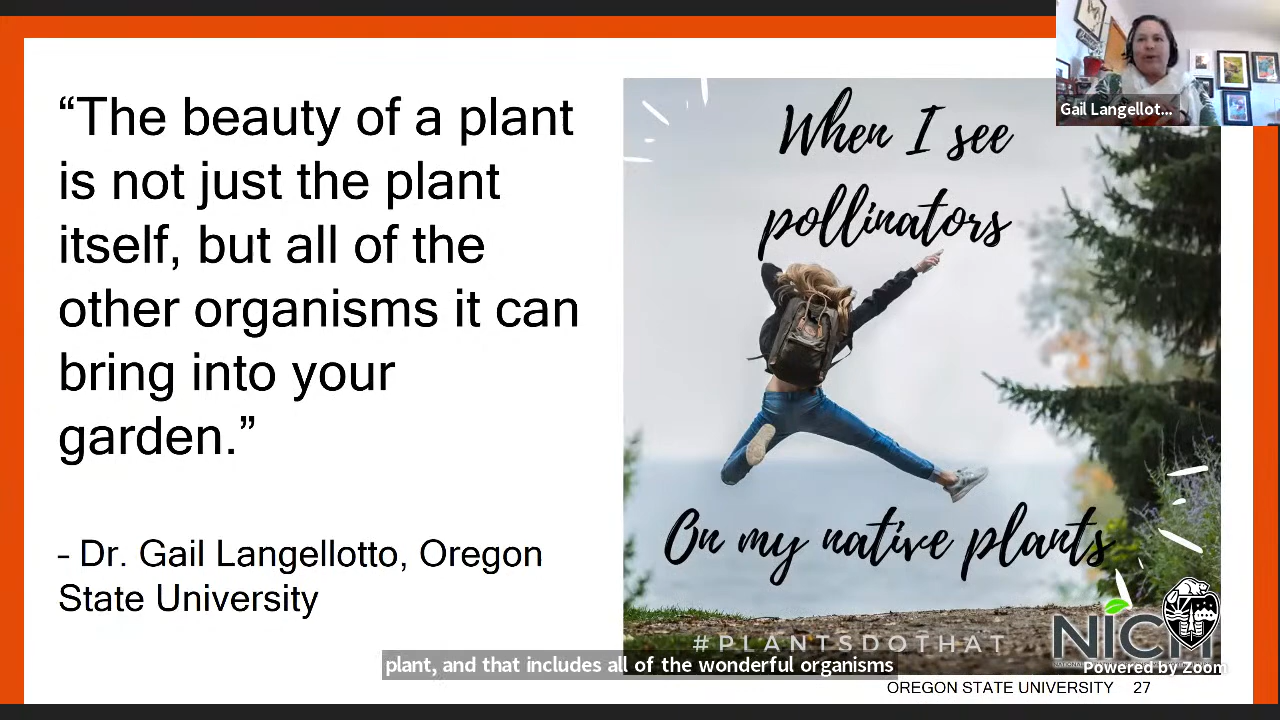 “The beauty of a plant
is not just the plant
itself, but all of the
other organisms it can
bring into your
garden.”
– Dr. Gail Langellotto, Oregon
State University
When I see
pollinators
On my native plants
#PLANTSDOTHAT
Gail Langellot...
plant, and that includes all of the wonderful organisms
Powered by Zoom
OREGON STATE UNIVERSITY 27